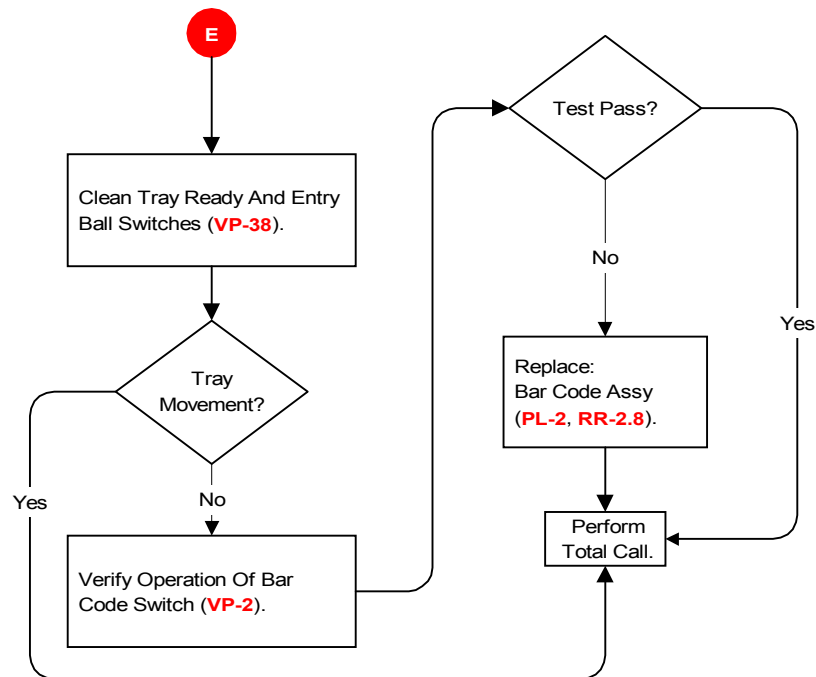 E
Clean Tray Ready And Entry
Ball Switches (VP-38).
Tray
Movement?
Yes
No
Verify Operation Of Bar
Code Switch (VP-2).
Test Pass?
No
Yes
Replace:
Bar Code Assy
(PL-2, RR-2.8).
Perform
Total Call.